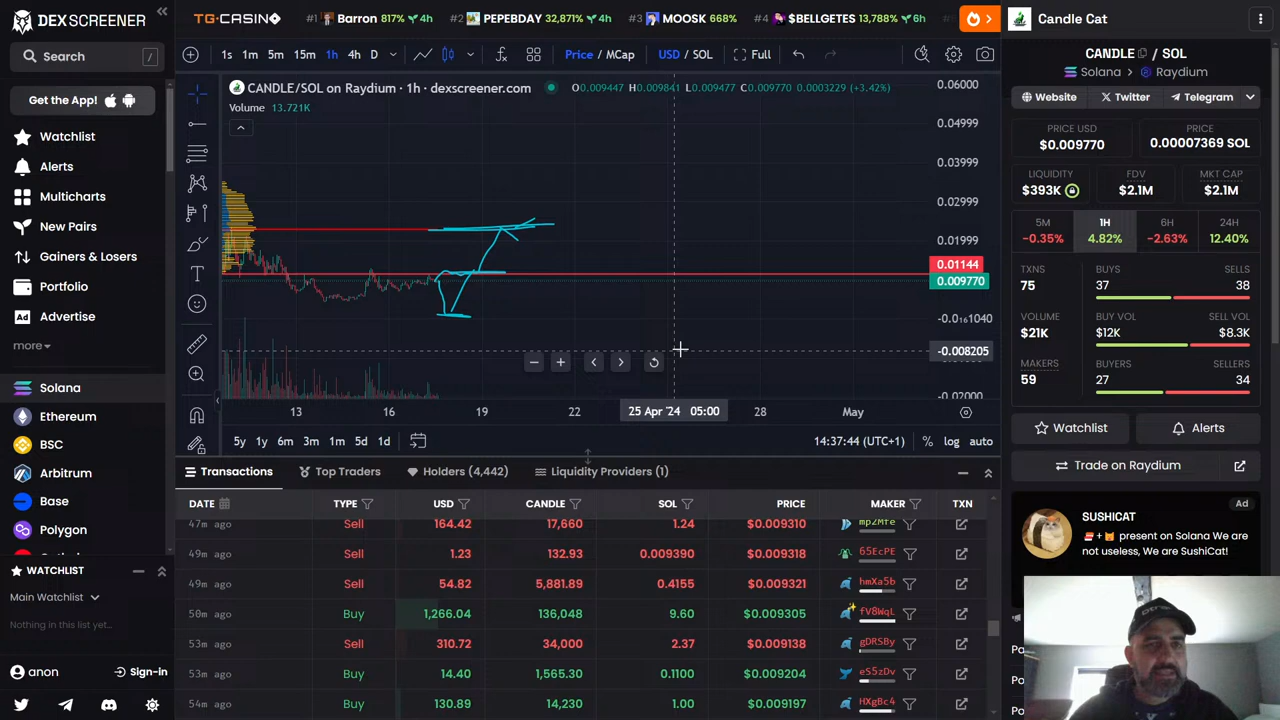 DEX SCREENER
TG.CASINO
#1 Barron 817% 4h
#2 PEPEBDAY 32,871% 4h
#3 MOOSK 668%
#4 $BELLGETES 13,788% 6h
Candle Cat
Search /
1s 1m 5m 15m 1h 4h D
Price / MCap
USD / SOL
Full
CANDLE / SOL
Solana > Raydium
Get the App!
CANDLE/SOL on Raydium · 1h · dexscreener.com
O0.009447 H0.009841 L0.009477 C0.009770 0.0003229 (+3.42%)
Volume 13.721K
0.06000
0.04999
0.03999
0.02999
0.01999
0.01144
0.009770
-0.0₁₆1040
-0.008205
-0.02000
Website
Twitter
Telegram
Watchlist
Alerts
Multicharts
New Pairs
Gainers & Losers
Portfolio
Advertise
more
PRICE USD
$0.009770
PRICE
0.00007369 SOL
LIQUIDITY
$393K
FDV
$2.1M
MKT CAP
$2.1M
5M
-0.35%
1H
4.82%
6H
-2.63%
24H
12.40%
TXNS
75
BUYS
37
SELLS
38
VOLUME
$21K
BUY VOL
$12K
SELL VOL
$8.3K
MAKERS
59
BUYERS
27
SELLERS
34
13 16 19 22 25 Apr '24 05:00 28 May
5y 1y 6m 3m 1m 5d 1d
14:37:44 (UTC+1)
% log auto
Watchlist
Alerts
Trade on Raydium
Solana
Ethereum
BSC
Arbitrum
Base
Polygon
Transactions
Top Traders
Holders (4,442)
Liquidity Providers (1)
DATE TYPE USD CANDLE SOL PRICE MAKER TXN
47m ago Sell 164.42 17,660 1.24 $0.009310 mpzMfe
49m ago Sell 1.23 132.93 0.009390 $0.009318 65EcPE
49m ago Sell 54.82 5,881.89 0.4155 $0.009321 hmXa5b
50m ago Buy 1,266.04 136,048 9.60 $0.009305 fV8WqL
53m ago Sell 310.72 34,000 2.37 $0.009138 gDRSBy
53m ago Buy 14.40 1,565.30 0.1100 $0.009204 eS5zDv
54m ago Buy 130.89 14,230 1.00 $0.009197 HXgBc4
Ad
SUSHICAT
+ present on Solana We are
not useless, We are SushiCat!
WATCHLIST
Main Watchlist
Nothing in this list yet...
anon
Sign-in